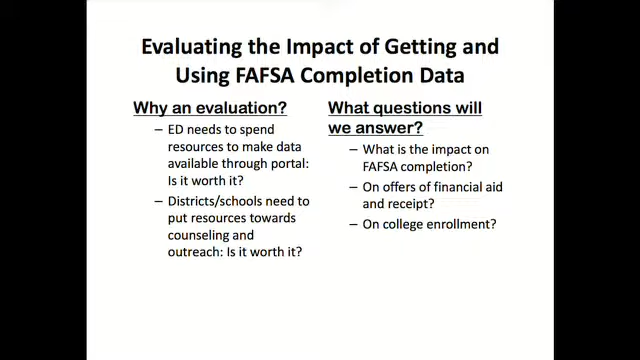 Evaluating the Impact of Getting and
Using FAFSA Completion Data
Why an evaluation?
– ED needs to spend
resources to make data
available through portal:
Is it worth it?
– Districts/schools need to
put resources towards
counseling and
outreach: Is it worth it?
What questions will
we answer?
– What is the impact on
FAFSA completion?
– On offers of financial aid
and receipt?
– On college enrollment?